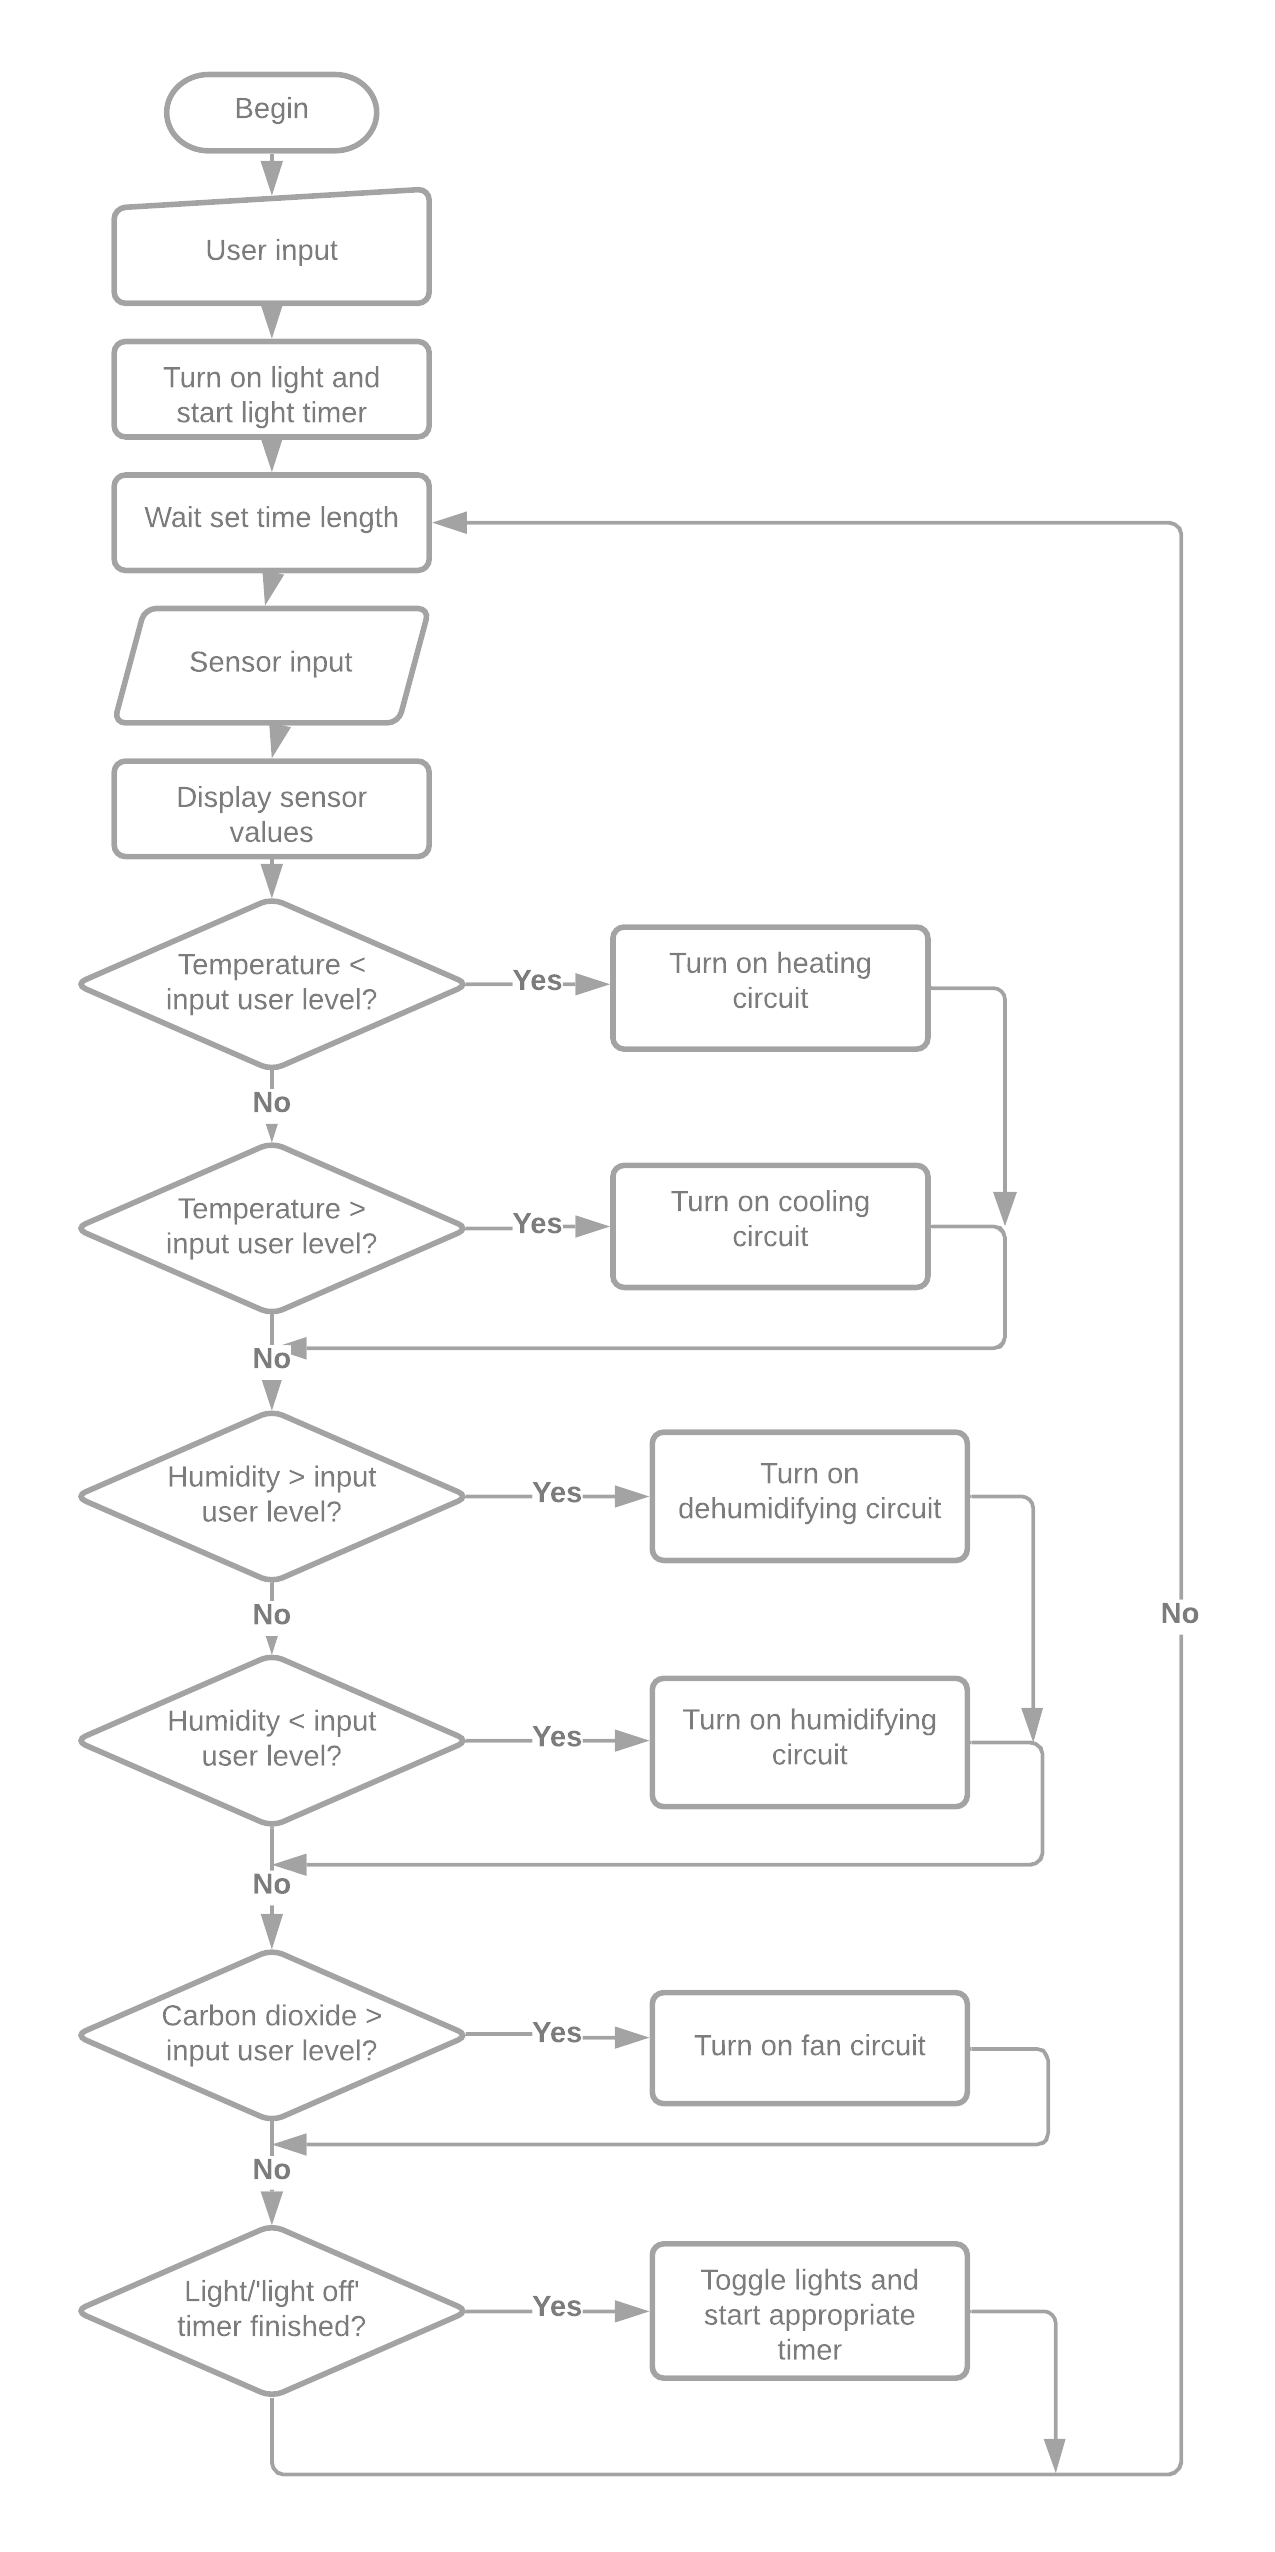 Begin
User input
Turn on light and
start light timer
Wait set time length
Sensor input
Display sensor
values
Temperature <
input user level?
Yes
Turn on heating
circuit
No
Temperature >
input user level?
Yes
Turn on cooling
circuit
No
Humidity > input
user level?
Yes
Turn on
dehumidifying circuit
No
No
Humidity < input
user level?
Yes
Turn on humidifying
circuit
No
Carbon dioxide >
input user level?
Yes
Turn on fan circuit
No
Light/'light off'
timer finished?
Yes
Toggle lights and
start appropriate
timer